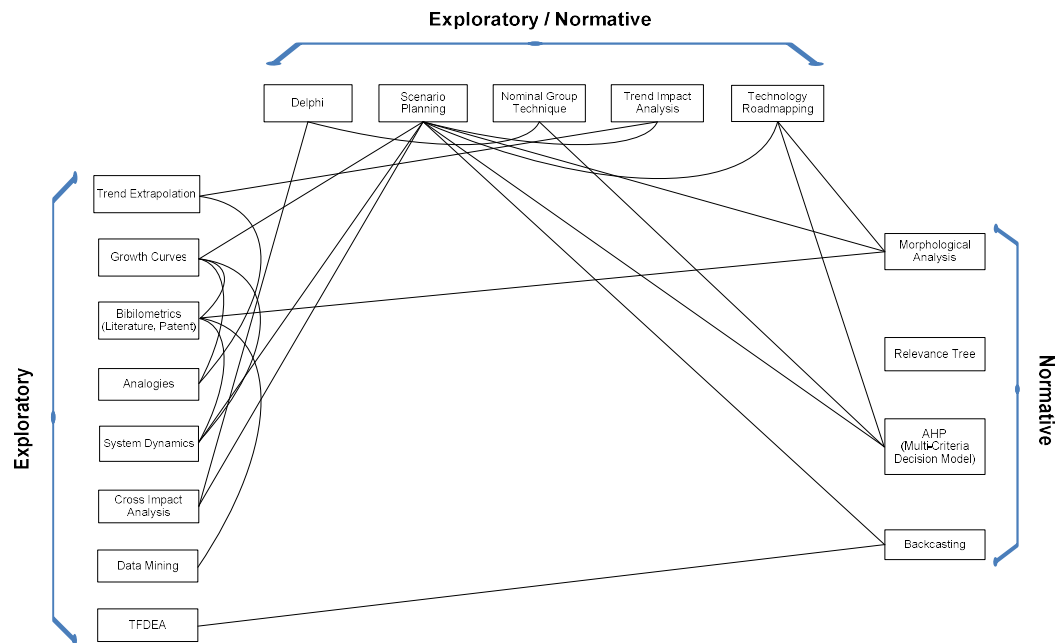 Exploratory / Normative
Delphi
Scenario
Planning
Nominal Group
Technique
Trend Impact
Analysis
Technology
Roadmapping
Exploratory
Trend Extrapolation
Growth Curves
Bibilometrics
(Literature, Patent)
Analogies
System Dynamics
Cross Impact
Analysis
Data Mining
TFDEA
Morphological
Analysis
Relevance Tree
AHP
(Multi-Criteria
Decision Model)
Backcasting
Normative